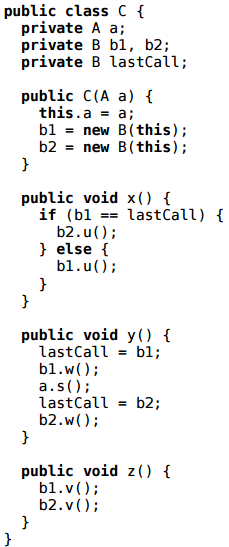 public class C {
  private A a;
  private B b1, b2;
  private B lastCall;

  public C(A a) {
    this.a = a;
    b1 = new B(this);
    b2 = new B(this);
  }

  public void x() {
    if (b1 == lastCall) {
      b2.u();
    } else {
      b1.u();
    }
  }

  public void y() {
    lastCall = b1;
    b1.w();
    a.s();
    lastCall = b2;
    b2.w();
  }

  public void z() {
    b1.v();
    b2.v();
  }
}